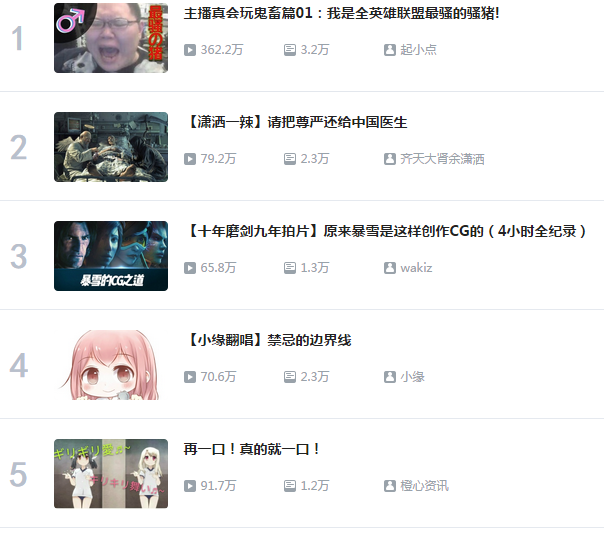 1
最骚の猪
主播真会玩鬼畜篇01：我是全英雄联盟最骚的骚猪!
362.2万 3.2万 起小点
2
【潇洒一辣】请把尊严还给中国医生
79.2万 2.3万 齐天大肾余潇洒
3
暴雪的CG之道
【十年磨剑九年拍片】原来暴雪是这样创作CG的（4小时全纪录）
65.8万 1.3万 wakiz
4
【小缘翻唱】禁忌的边界线
70.6万 2.3万 小缘
5
ギリギリ愛♪~
ギリギリ舞いが~
再一口！真的就一口！
91.7万 1.2万 橙心资讯